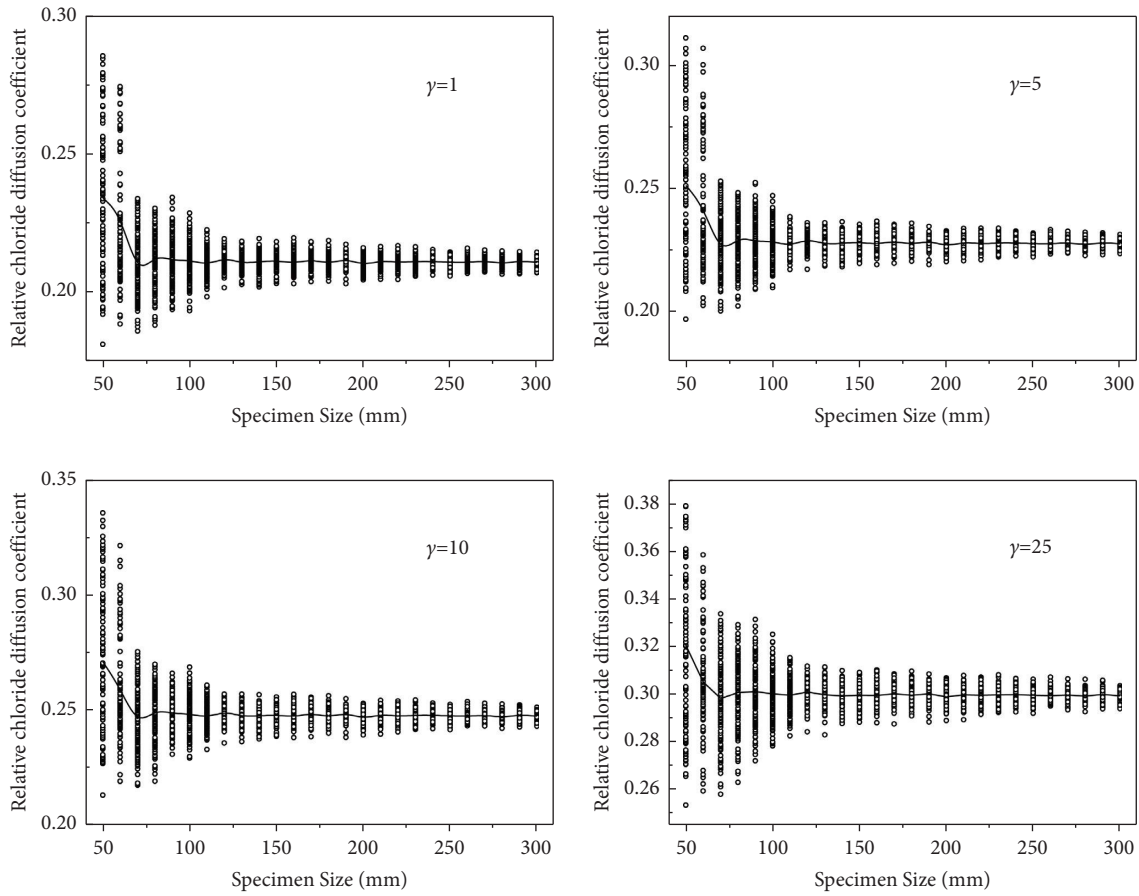 0.30
0.25
0.20
Relative chloride diffusion coefficient
γ=1
50 100 150 200 250 300
Specimen Size (mm)
0.30
0.25
0.20
Relative chloride diffusion coefficient
γ=5
50 100 150 200 250 300
Specimen Size (mm)
0.35
0.30
0.25
0.20
Relative chloride diffusion coefficient
γ=10
50 100 150 200 250 300
Specimen Size (mm)
0.38
0.36
0.34
0.32
0.30
0.28
0.26
Relative chloride diffusion coefficient
γ=25
50 100 150 200 250 300
Specimen Size (mm)